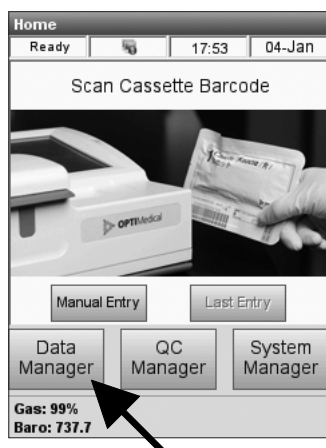 Home
Ready 17:53 04-Jan
Scan Cassette Barcode
OPTIMedical
Manual Entry Last Entry
Data Manager QC Manager System Manager
Gas: 99%
Baro: 737.7